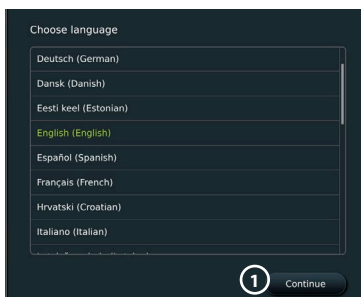 Choose language
Deutsch (German)
Dansk (Danish)
Eesti keel (Estonian)
English (English)
Español (Spanish)
Français (French)
Hrvatski (Croatian)
Italiano (Italian)
1 Continue